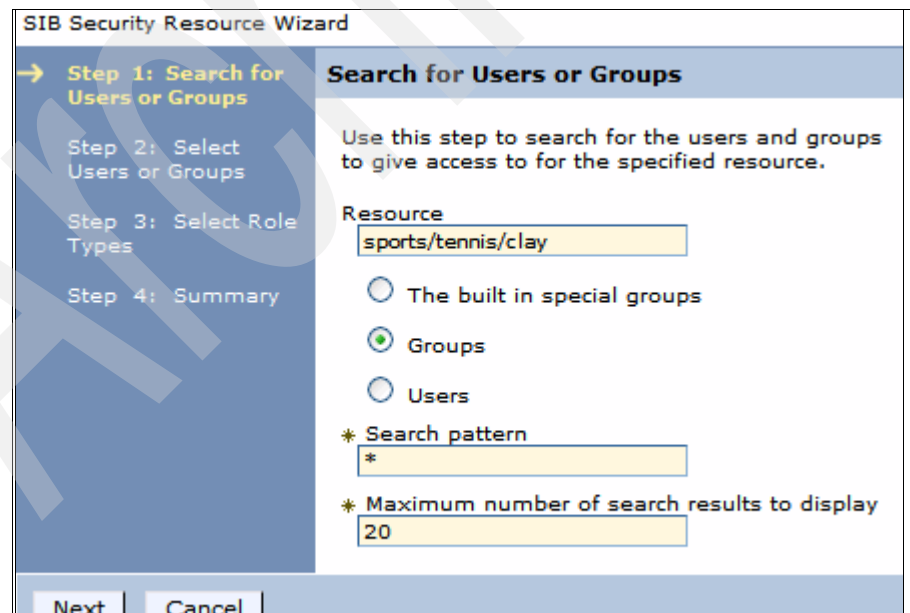 SIB Security Resource Wizard
Step 1: Search for
Users or Groups
Step 2: Select
Users or Groups
Step 3: Select Role
Types
Step 4: Summary
Search for Users or Groups
Use this step to search for the users and groups
to give access to for the specified resource.
Resource
sports/tennis/clay
The built in special groups
Groups
Users
* Search pattern
*
* Maximum number of search results to display
20
Next
Cancel